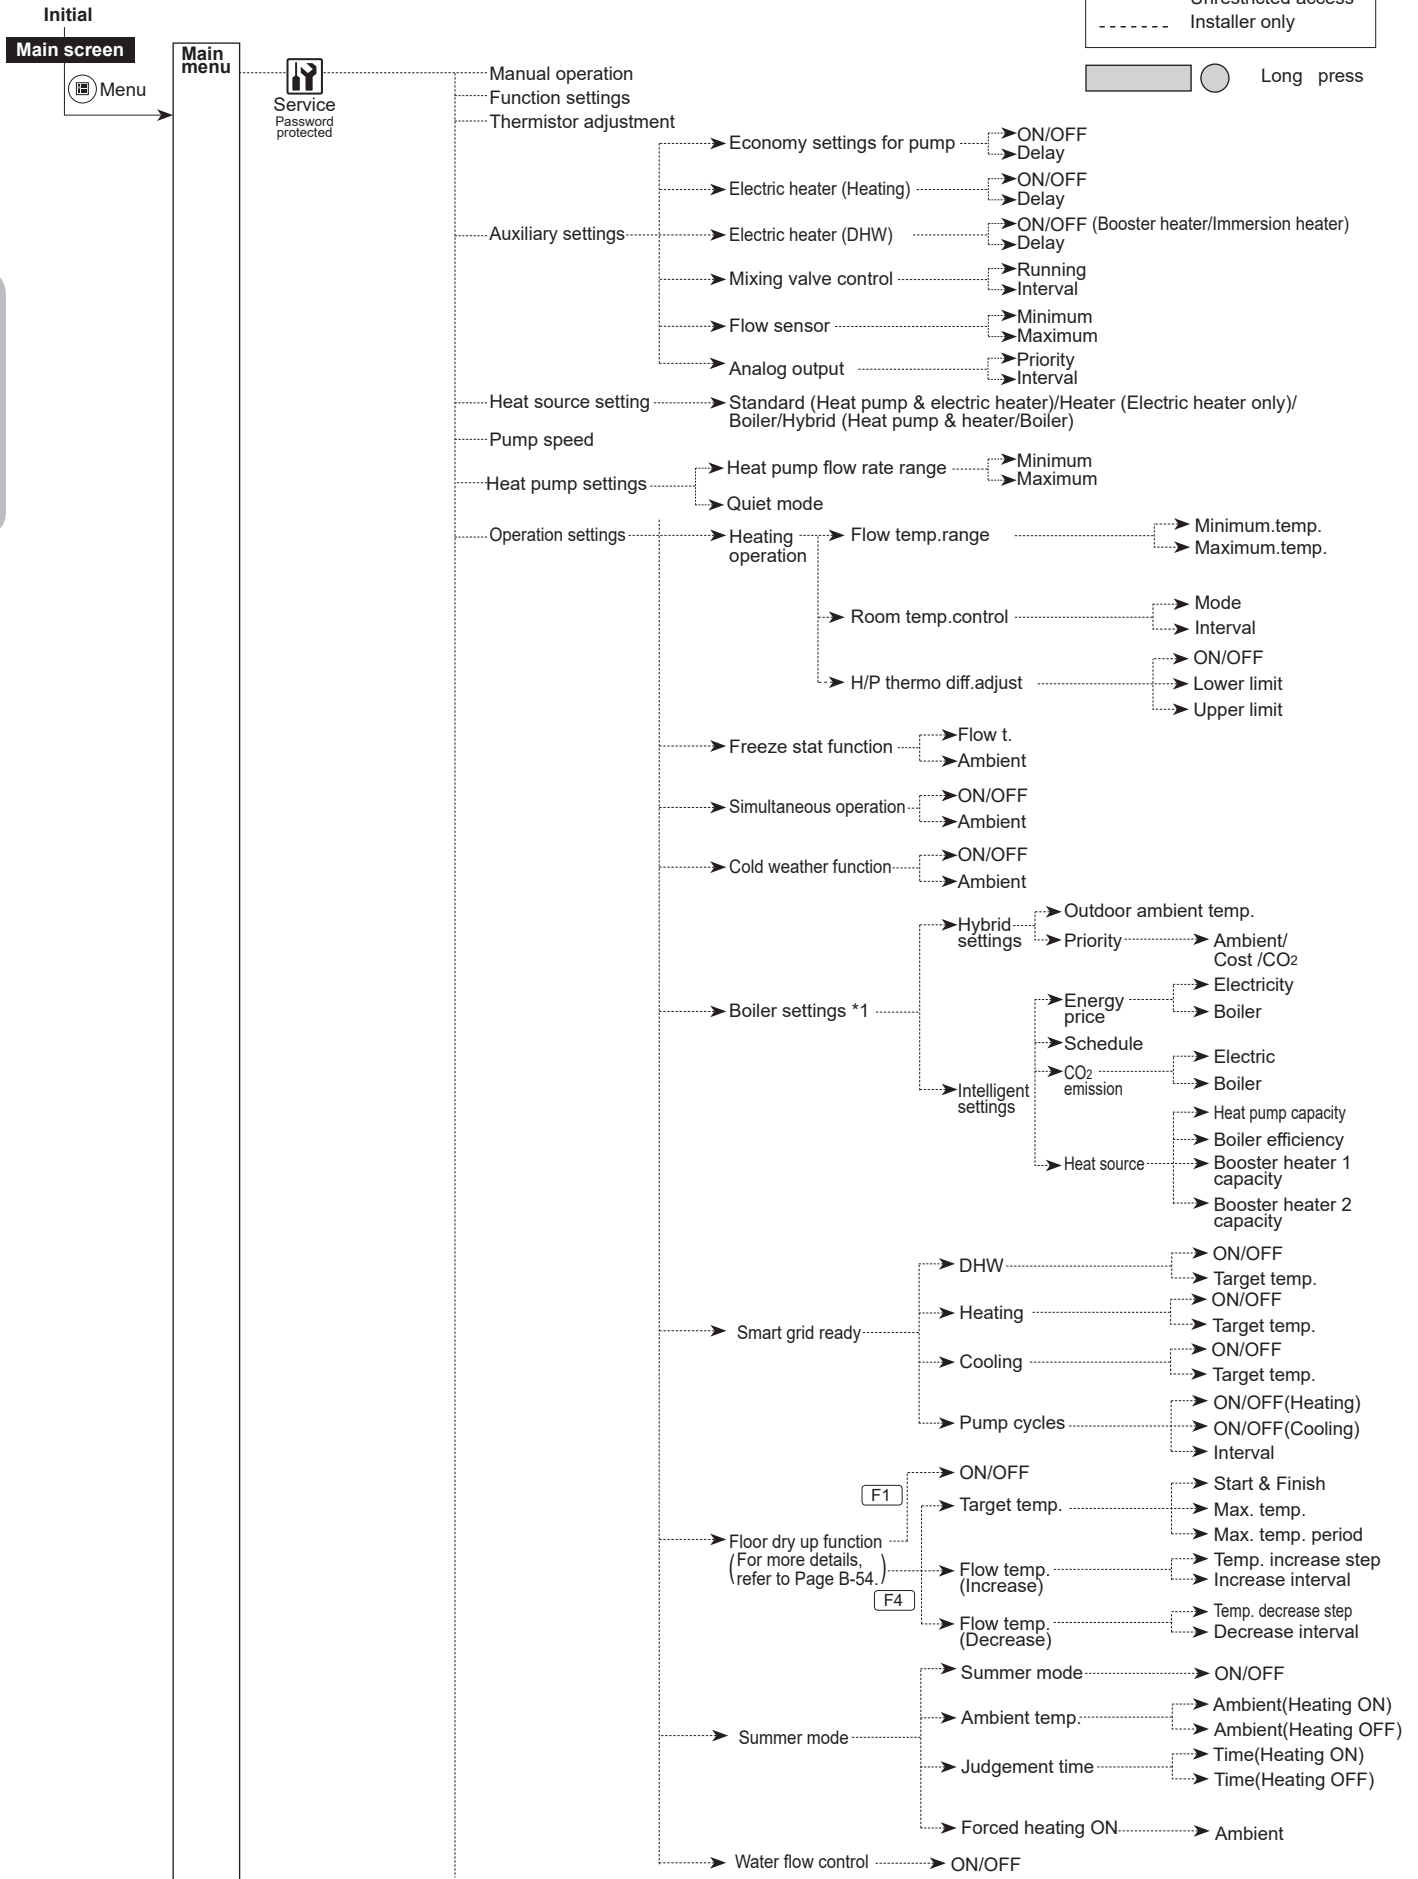 Initial
Unrestricted access
Installer only
Main screen
Menu
Long press
Main
menu
Service
Password
protected
Manual operation
Function settings
Thermistor adjustment
Auxiliary settings
Economy settings for pump
ON/OFF
Delay
Electric heater (Heating)
ON/OFF
Delay
Electric heater (DHW)
ON/OFF (Booster heater/Immersion heater)
Delay
Mixing valve control
Running
Interval
Flow sensor
Minimum
Maximum
Analog output
Priority
Interval
Heat source setting
Standard (Heat pump & electric heater)/Heater (Electric heater only)/
Boiler/Hybrid (Heat pump & heater/Boiler)
Pump speed
Heat pump settings
Heat pump flow rate range
Minimum
Maximum
Quiet mode
Operation settings
Heating
operation
Flow temp.range
Minimum.temp.
Maximum.temp.
Room temp.control
Mode
Interval
H/P thermo diff.adjust
ON/OFF
Lower limit
Upper limit
Freeze stat function
Flow t.
Ambient
Simultaneous operation
ON/OFF
Ambient
Cold weather function
ON/OFF
Ambient
Boiler settings *1
Hybrid
settings
Outdoor ambient temp.
Priority
Ambient/
Cost /CO2
Intelligent
settings
Energy
price
Electricity
Boiler
Schedule
CO2
emission
Electric
Boiler
Heat source
Heat pump capacity
Boiler efficiency
Booster heater 1
capacity
Booster heater 2
capacity
Smart grid ready
DHW
ON/OFF
Target temp.
Heating
ON/OFF
Target temp.
Cooling
ON/OFF
Target temp.
Pump cycles
ON/OFF(Heating)
ON/OFF(Cooling)
Interval
Floor dry up function
(For more details,
refer to Page B-54.)
F1
ON/OFF
F4
Target temp.
Start & Finish
Max. temp.
Max. temp. period
Flow temp.
(Increase)
Temp. increase step
Increase interval
Flow temp.
(Decrease)
Temp. decrease step
Decrease interval
Summer mode
Summer mode
ON/OFF
Ambient temp.
Ambient(Heating ON)
Ambient(Heating OFF)
Judgement time
Time(Heating ON)
Time(Heating OFF)
Forced heating ON
Ambient
Water flow control
ON/OFF